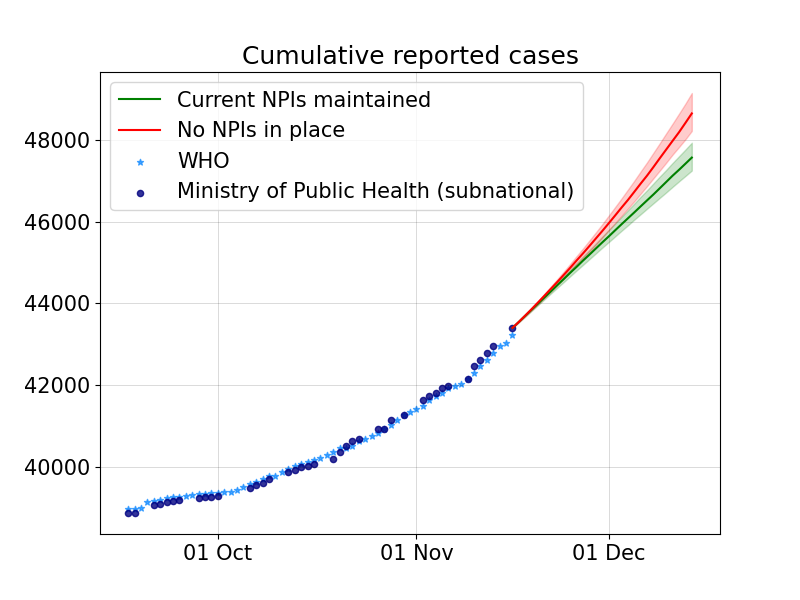 Cumulative reported cases
Current NPIs maintained
No NPIs in place
WHO
Ministry of Public Health (subnational)
48000
46000
44000
42000
40000
01 Oct
01 Nov
01 Dec